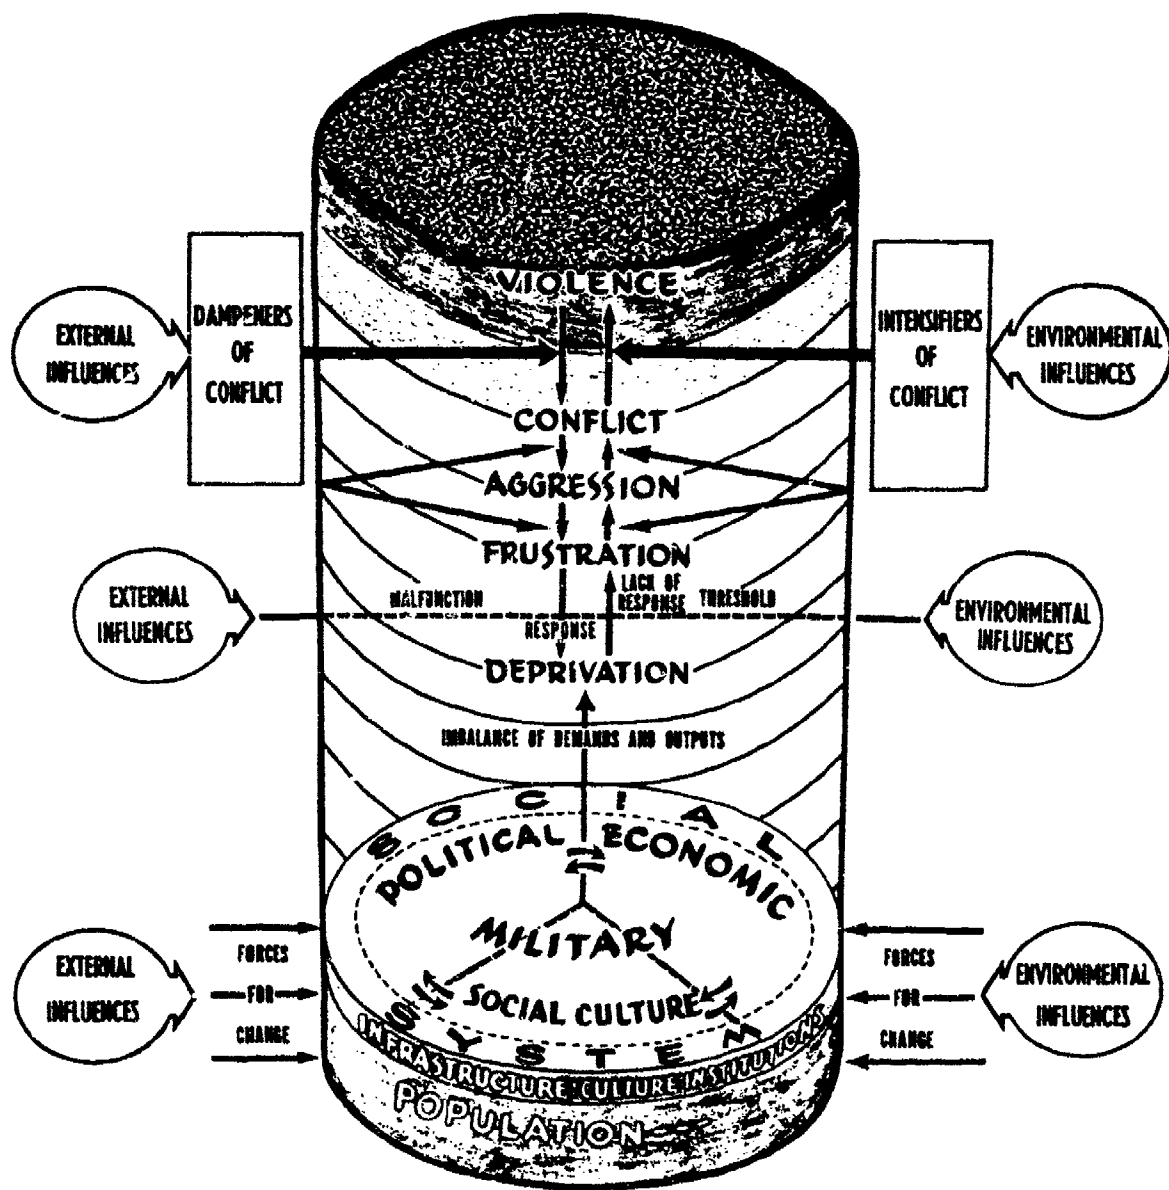 VIOLENCE
EXTERNAL
INFLUENCES
DAMPENERS
OF
CONFLICT
INTENSIFIERS
OF
CONFLICT
ENVIRONMENTAL
INFLUENCES
CONFLICT
AGGRESSION
FRUSTRATION
EXTERNAL
INFLUENCES
MALFUNCTION
LACK OF
RESPONSE
THRESHOLD
RESPONSE
ENVIRONMENTAL
INFLUENCES
DEPRIVATION
IMBALANCE OF DEMANDS AND OUTPUTS
SOCIAL
POLITICAL
ECONOMIC
MILITARY
SOCIAL CULTURE
SYSTEM
EXTERNAL
INFLUENCES
FORCES
FOR
CHANGE
FORCES
FOR
CHANGE
ENVIRONMENTAL
INFLUENCES
INFRASTRUCTURE CULTURE INSTITUTIONS
POPULATION